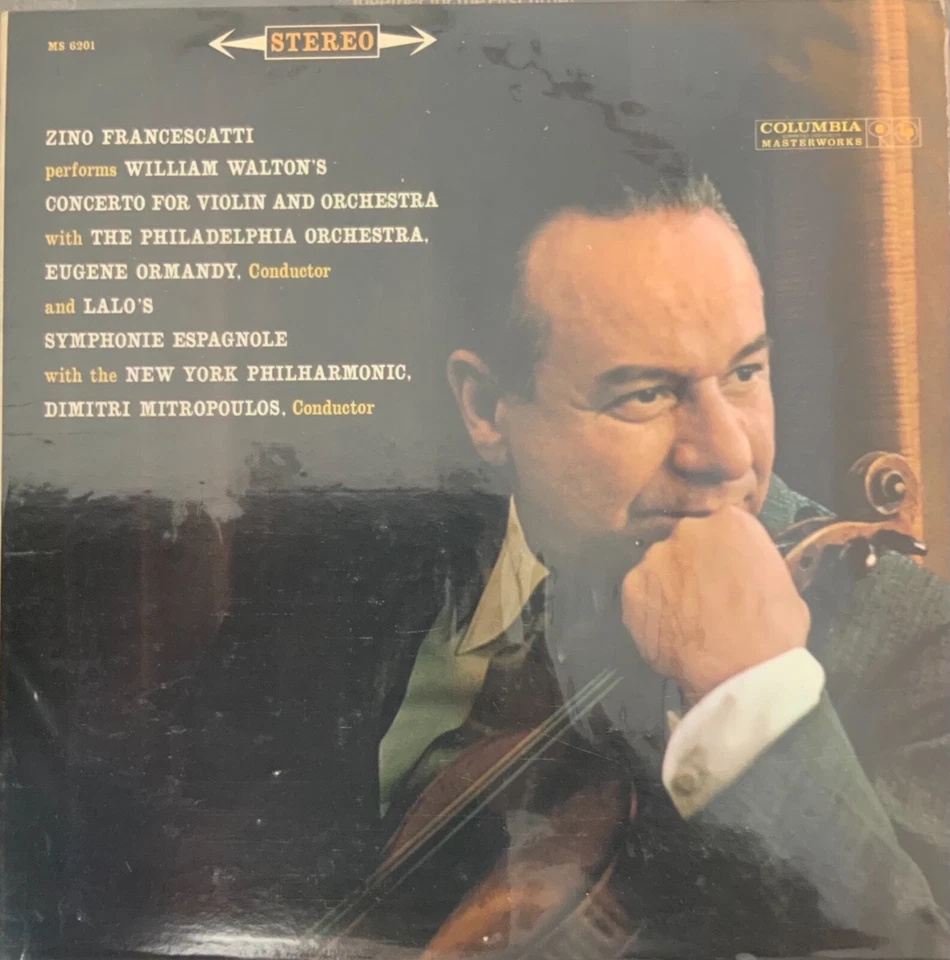 MS 6201
STEREO
COLUMBIA
MASTERWORKS
ZINO FRANCESCATTI
performs WILLIAM WALTON'S
CONCERTO FOR VIOLIN AND ORCHESTRA
with THE PHILADELPHIA ORCHESTRA,
EUGENE ORMANDY, Conductor
and LALO'S
SYMPHONIE ESPAGNOLE
with the NEW YORK PHILHARMONIC,
DIMITRI MITROPOULOS, Conductor